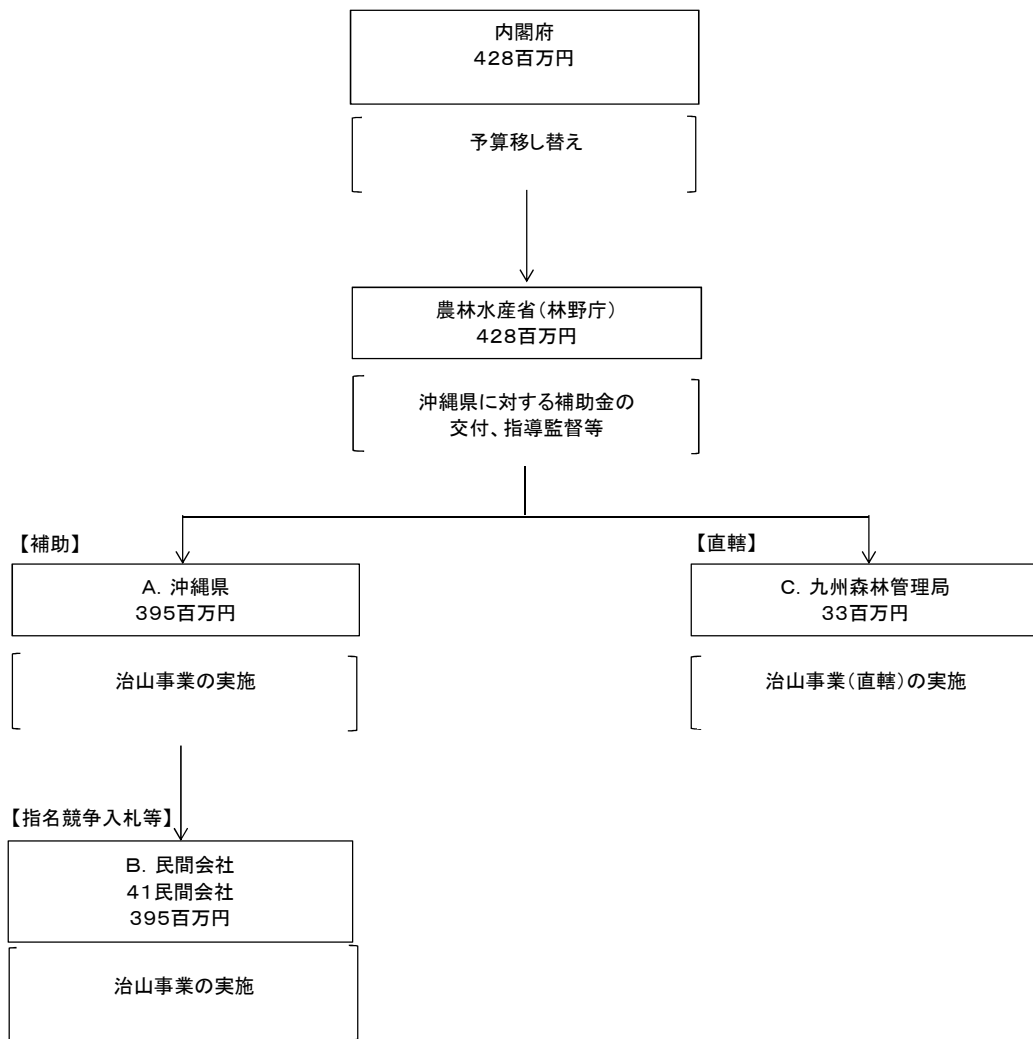 内閣府
428百万円
予算移し替え
農林水産省(林野庁)
428百万円
沖縄県に対する補助金の
交付、指導監督等
【補助】
A. 沖縄県
395百万円
治山事業の実施
【直轄】
C. 九州森林管理局
33百万円
治山事業(直轄)の実施
【指名競争入札等】
B. 民間会社
41民間会社
395百万円
治山事業の実施